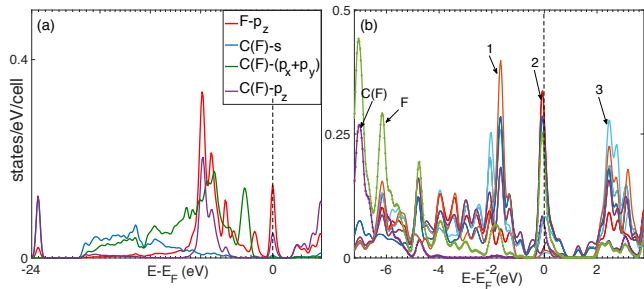 (a)
F-p_z
C(F)-s
C(F)-(p_x+p_y)
C(F)-p_z
states/eV/cell
0.4
0
-24
E-E_F (eV)
0
(b)
1
2
3
C(F)
F
0.5
0.25
0
-6
-4
-2
0
2
E-E_F (eV)